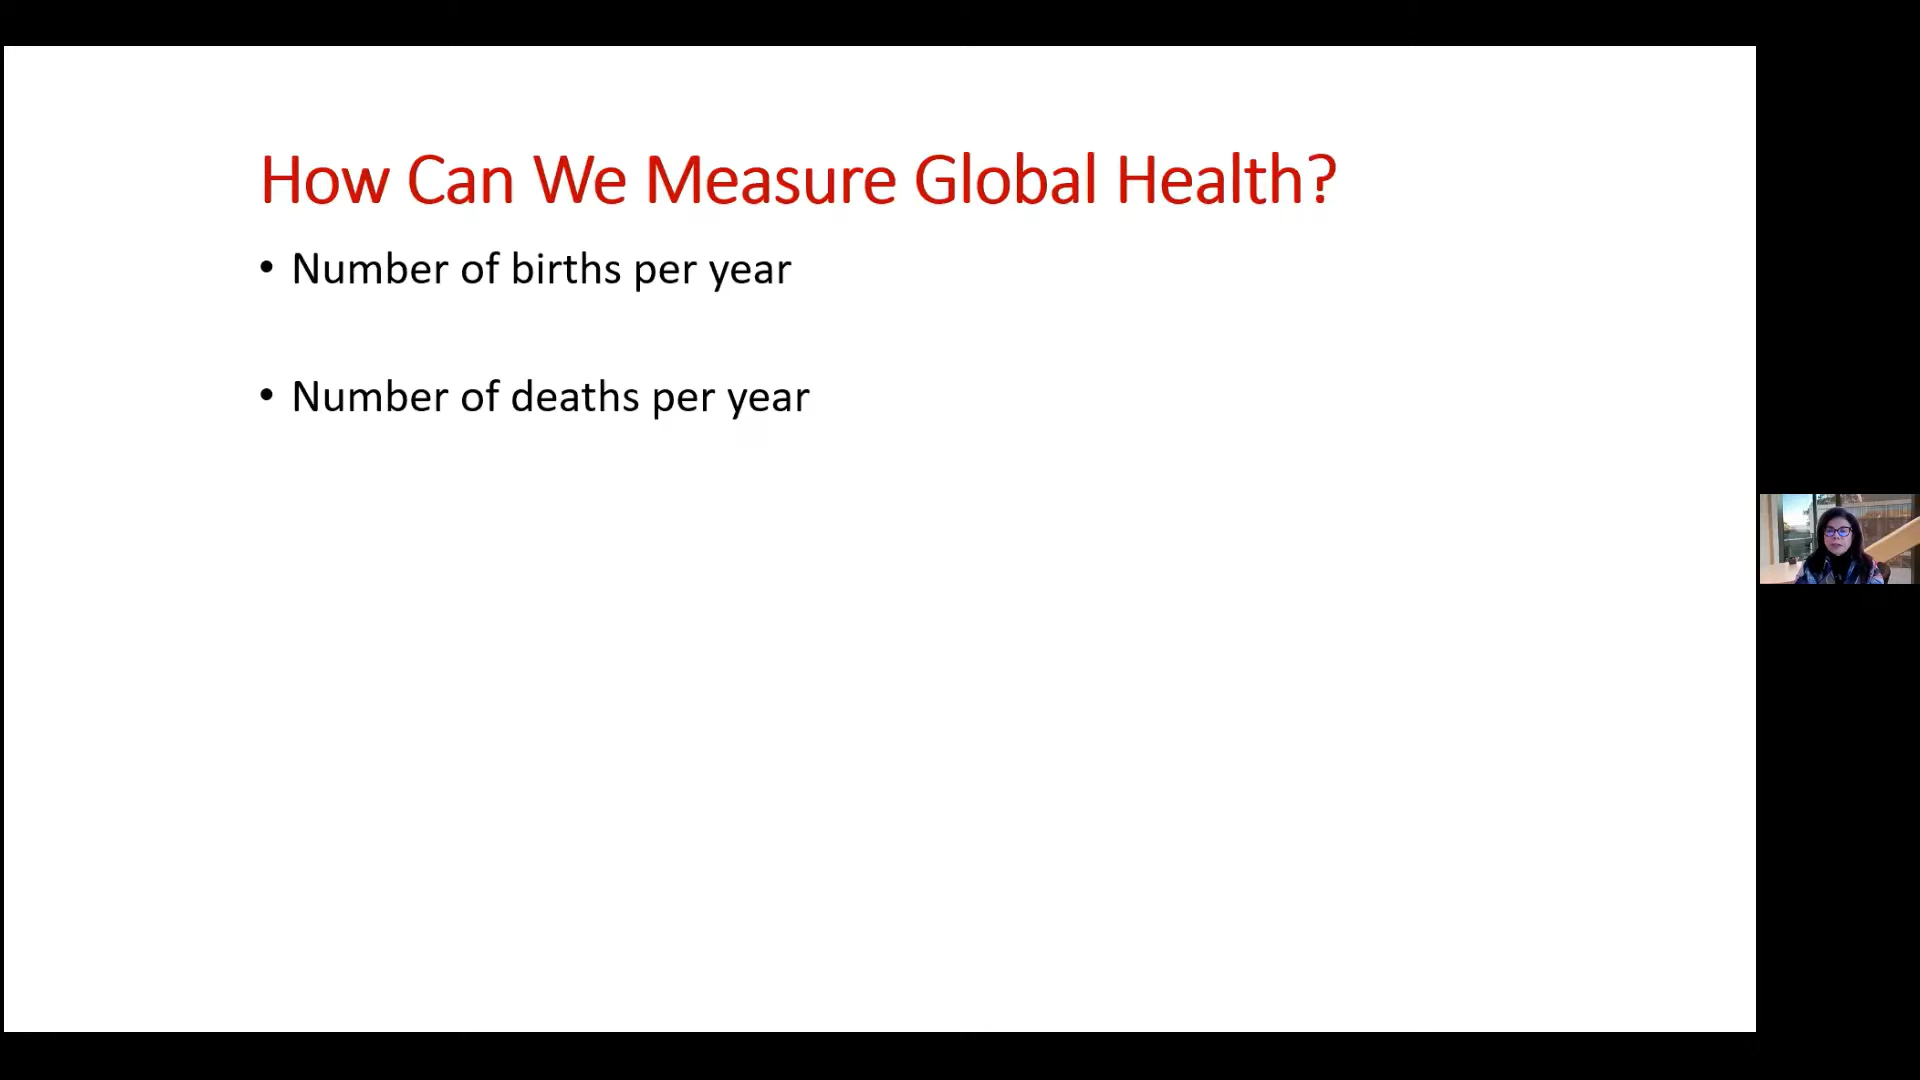 How Can We Measure Global Health?
• Number of births per year
• Number of deaths per year